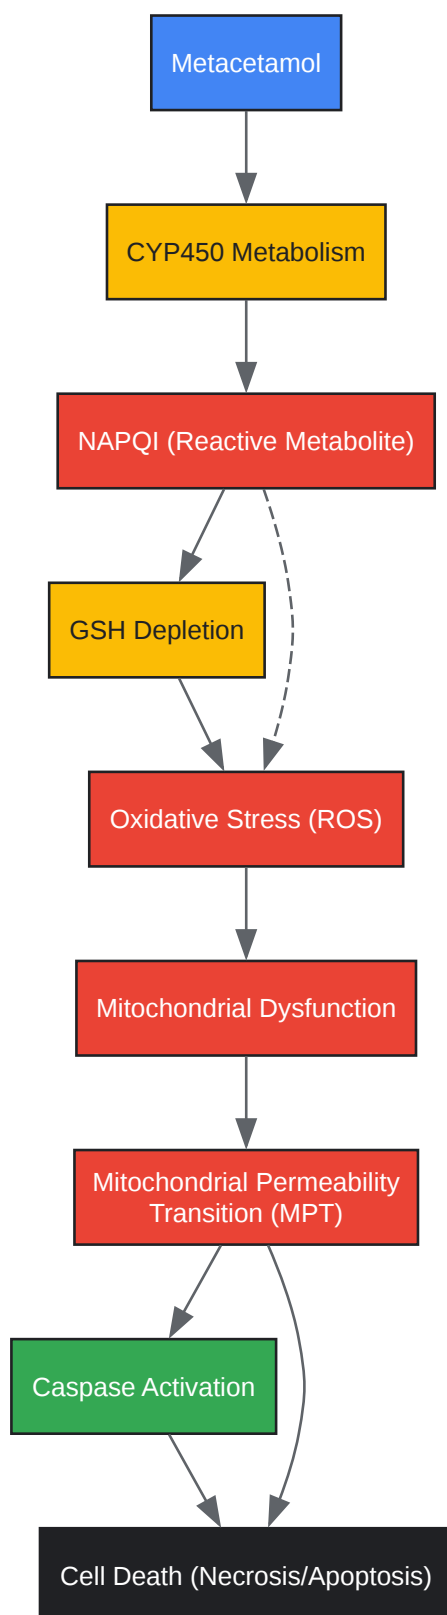 Metacetamol
CYP450 Metabolism
NAPQI (Reactive Metabolite)
GSH Depletion
Oxidative Stress (ROS)
Mitochondrial Dysfunction
Mitochondrial Permeability
Transition (MPT)
Caspase Activation
Cell Death (Necrosis/Apoptosis)